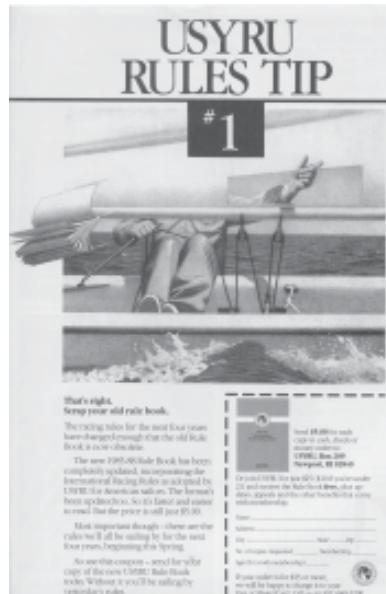 USYRU
RULES TIP
#1
That's right.
Scrap your old rule book.
The racing rules for the next four years
have changed enough that the old Rule
Book is now obsolete.
The new 1985-88 Rule Book has been
completely updated, incorporating the
International Racing Rules as adopted by
USYRU for American sailors. The format's
been updated too. So it's faster and easier
to read. But the price is still just $5.00.
Most important though – these are the
rules we'll all be sailing by for the next
four years, beginning this Spring.
So use this coupon – send for your
copy of the new USYRU Rule Book
today. Without it you'll be sailing by
yesterday's rules.
Send $5.00 for each
copy in cash, check or
money order to:
USYRU, Box 209
Newport, RI 02840
Name
Address
City State Zip